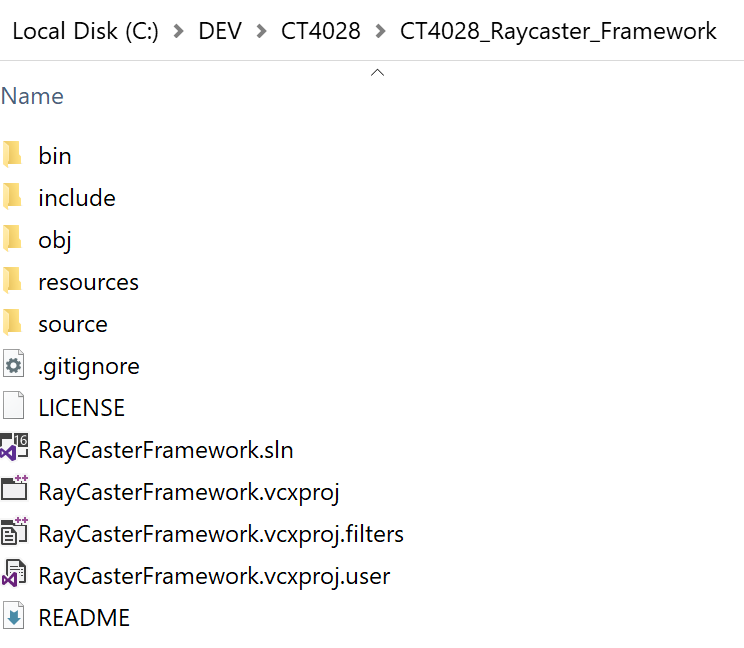 Local Disk (C:) > DEV > CT4028 > CT4028_Raycaster_Framework
Name
bin
include
obj
resources
source
.gitignore
LICENSE
16 RayCasterFramework.sln
++ RayCasterFramework.vcxproj
++ RayCasterFramework.vcxproj.filters
RayCasterFramework.vcxproj.user
README